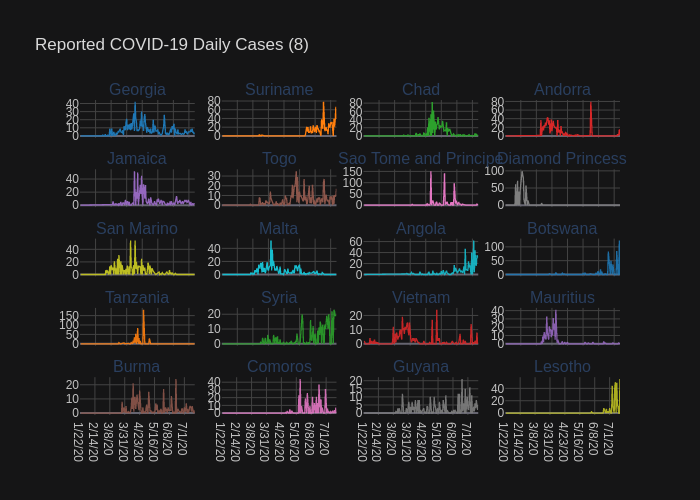 Reported COVID-19 Daily Cases (8)
Georgia Suriname Chad Andorra
40 30 20 10 0
80 60 40 20 0
80 60 40 20 0
80 60 40 20 0
Jamaica Togo Sao Tome and Principe Diamond Princess
40 20 0
30 20 10 0
150 100 50 0
100 50 0
San Marino Malta Angola Botswana
40 20 0
40 20 0
60 40 20 0
100 50 0
Tanzania Syria Vietnam Mauritius
150 100 50 0
20 10 0
20 10 0
40 30 20 10 0
Burma Comoros Guyana Lesotho
20 10 0
40 30 20 10 0
20 15 10 5 0
40 20 0
1/22/20 2/14/20 3/8/20 3/31/20 4/23/20 5/16/20 6/8/20 7/1/20
1/22/20 2/14/20 3/8/20 3/31/20 4/23/20 5/16/20 6/8/20 7/1/20
1/22/20 2/14/20 3/8/20 3/31/20 4/23/20 5/16/20 6/8/20 7/1/20
1/22/20 2/14/20 3/8/20 3/31/20 4/23/20 5/16/20 6/8/20 7/1/20